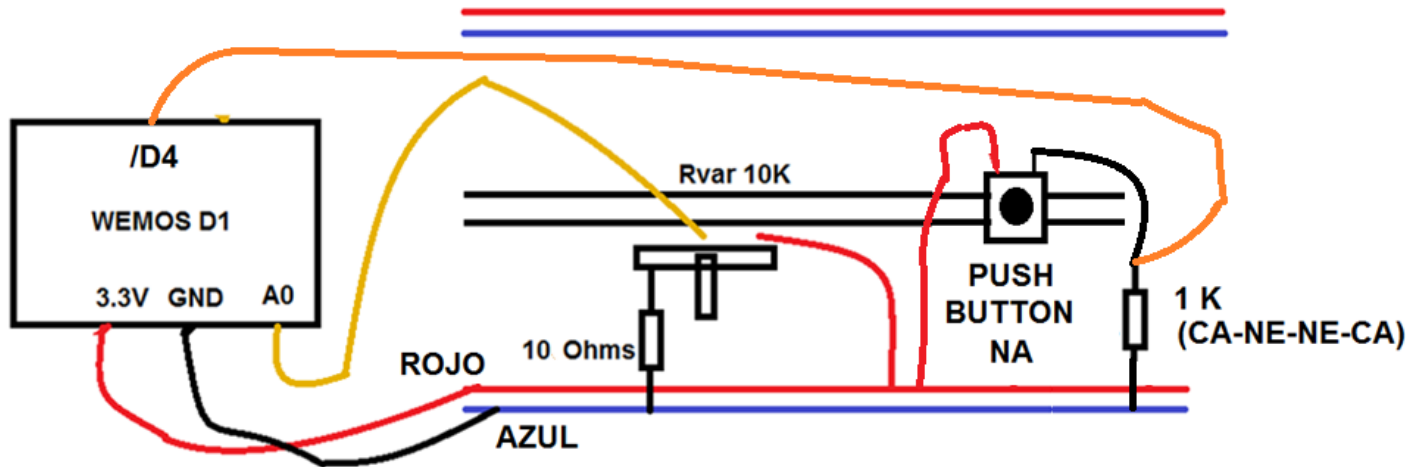 /D4
WEMOS D1
3.3V GND A0
Rvar 10K
10 Ohms
ROJO
AZUL
PUSH
BUTTON
NA
1 K
(CA-NE-NE-CA)